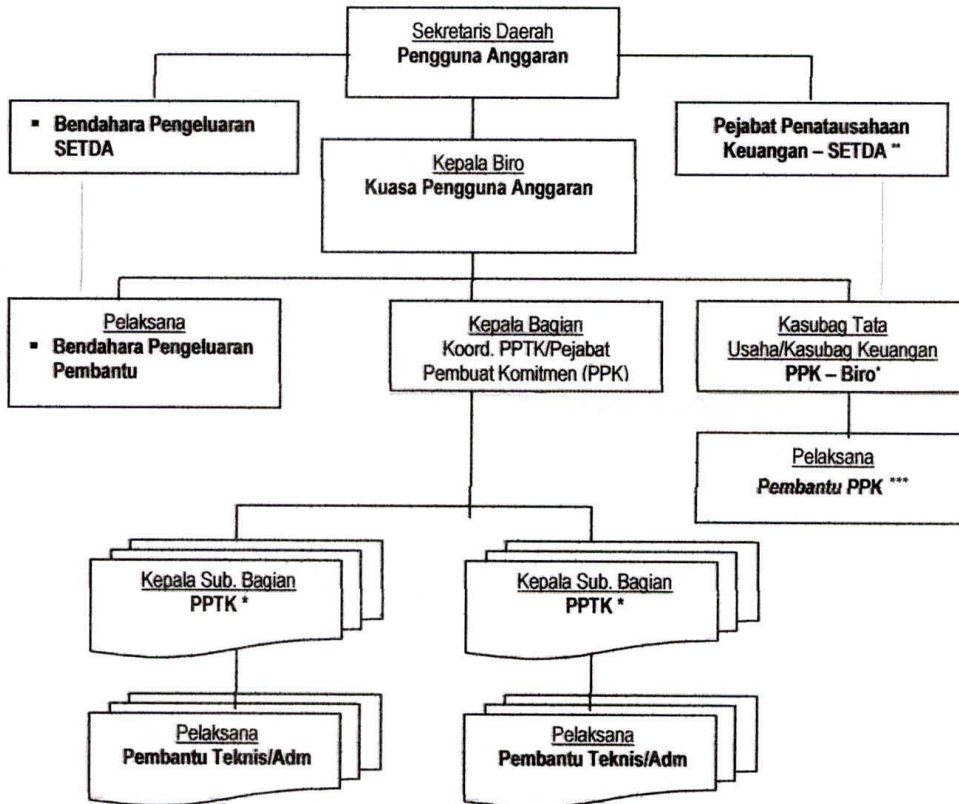 Sekretaris Daerah
Pengguna Anggaran
▪ Bendahara Pengeluaran
SETDA
Kepala Biro
Kuasa Pengguna Anggaran
Pejabat Penatausahaan
Keuangan – SETDA **
Pelaksana
▪ Bendahara Pengeluaran
Pembantu
Kepala Bagian
Koord. PPTK/Pejabat
Pembuat Komitmen (PPK)
Kasubag Tata
Usaha/Kasubag Keuangan
PPK – Biro*
Pelaksana
Pembantu PPK ***
Kepala Sub. Bagian
PPTK *
Kepala Sub. Bagian
PPTK *
Pelaksana
Pembantu Teknis/Adm
Pelaksana
Pembantu Teknis/Adm